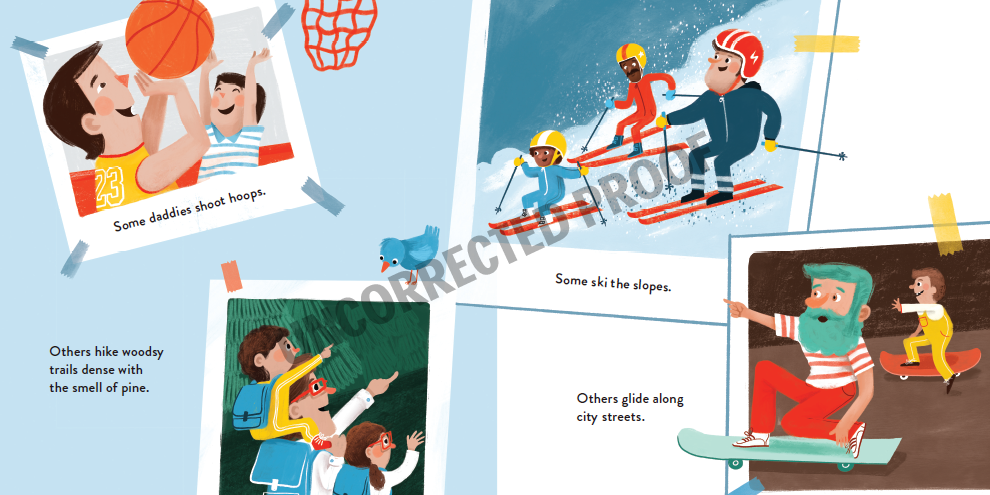 23
Some daddies shoot hoops.
Some ski the slopes.
UNCORRECTED PROOF
Others hike woodsy
trails dense with
the smell of pine.
Others glide along
city streets.